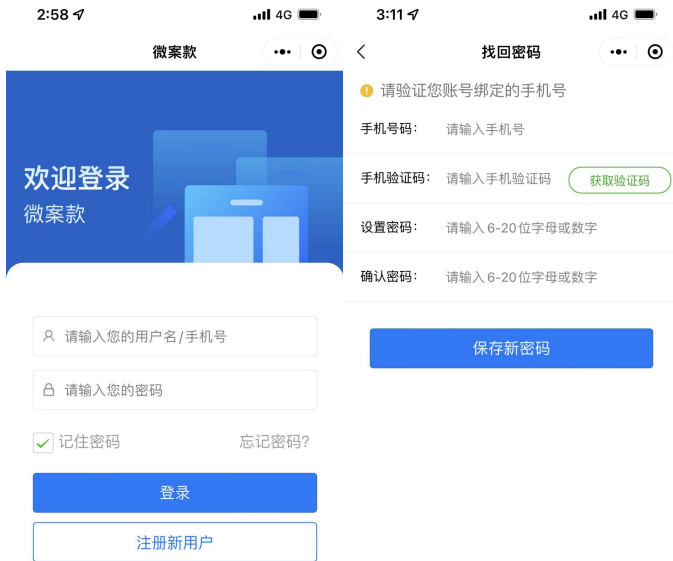 2:58
4G
微案款
欢迎登录
微案款
请输入您的用户名/手机号
请输入您的密码
记住密码
忘记密码?
登录
注册新用户
3:11
4G
找回密码
请验证您账号绑定的手机号
手机号码: 请输入手机号
手机验证码: 请输入手机验证码 获取验证码
设置密码: 请输入6-20位字母或数字
确认密码: 请输入6-20位字母或数字
保存新密码